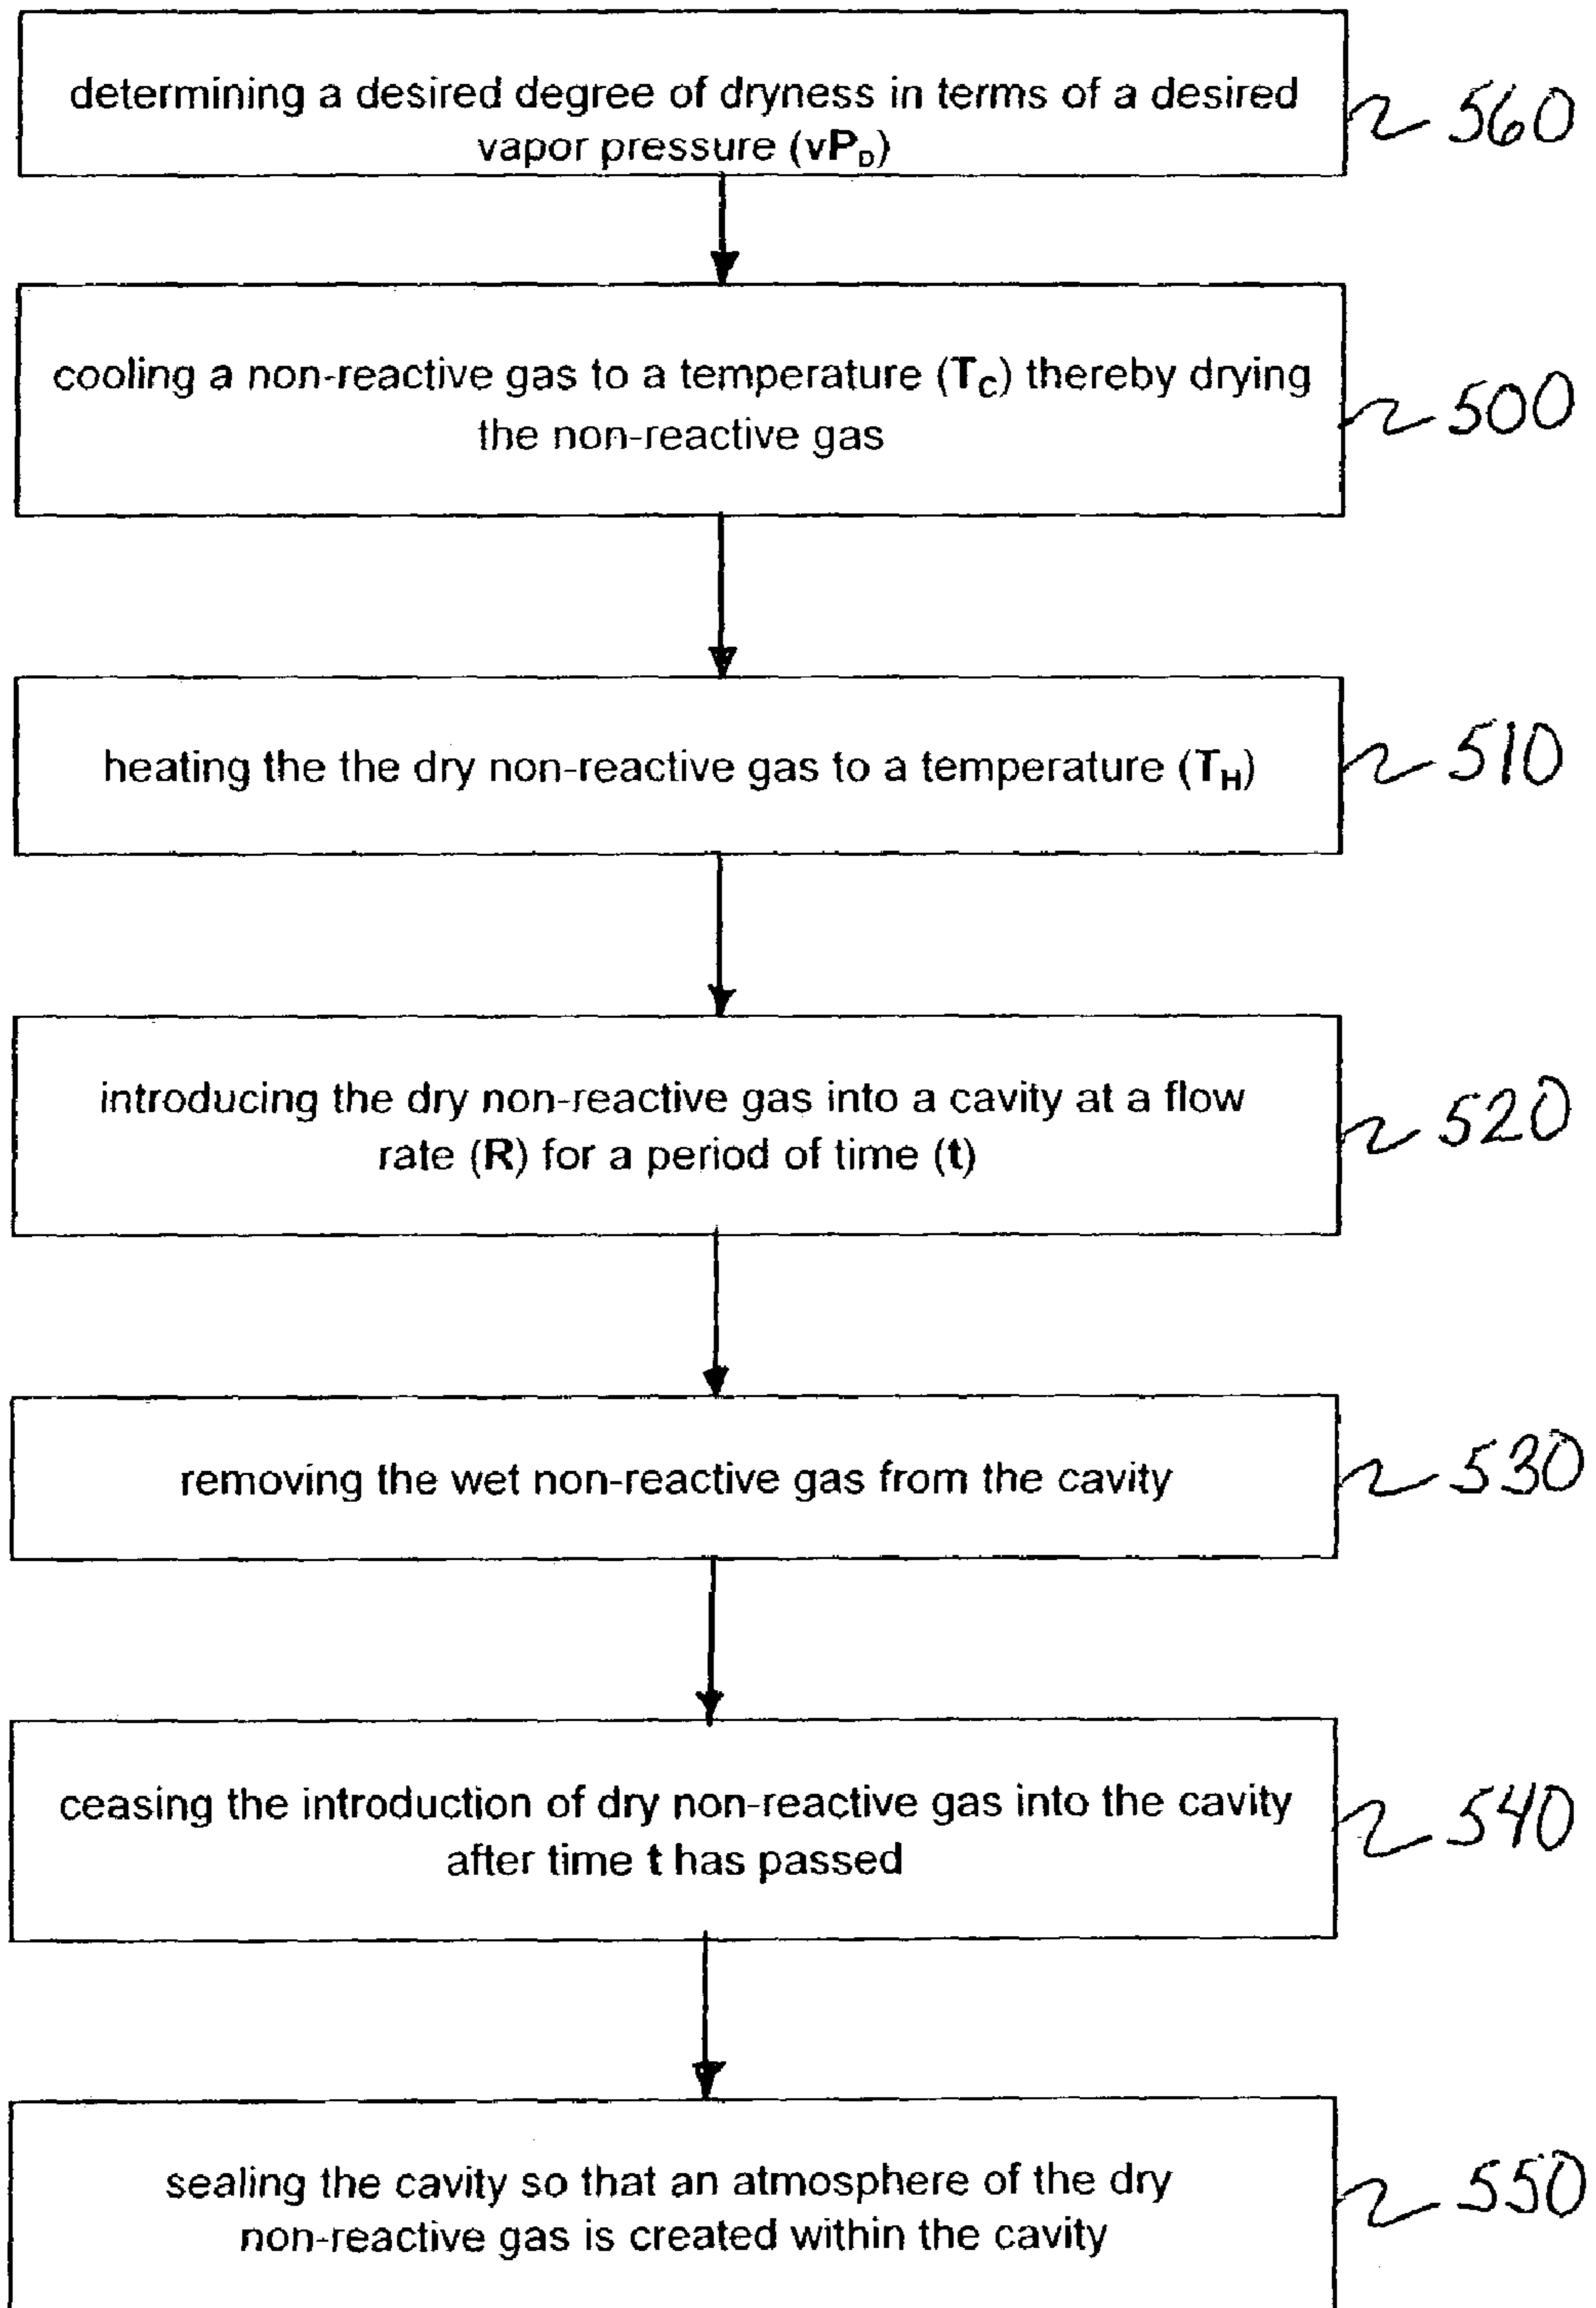 determining a desired degree of dryness in terms of a desired
vapor pressure (vP_D)
560
cooling a non-reactive gas to a temperature (T_C) thereby drying
the non-reactive gas
500
heating the the dry non-reactive gas to a temperature (T_H)
510
introducing the dry non-reactive gas into a cavity at a flow
rate (R) for a period of time (t)
520
removing the wet non-reactive gas from the cavity
530
ceasing the introduction of dry non-reactive gas into the cavity
after time t has passed
540
sealing the cavity so that an atmosphere of the dry
non-reactive gas is created within the cavity
550